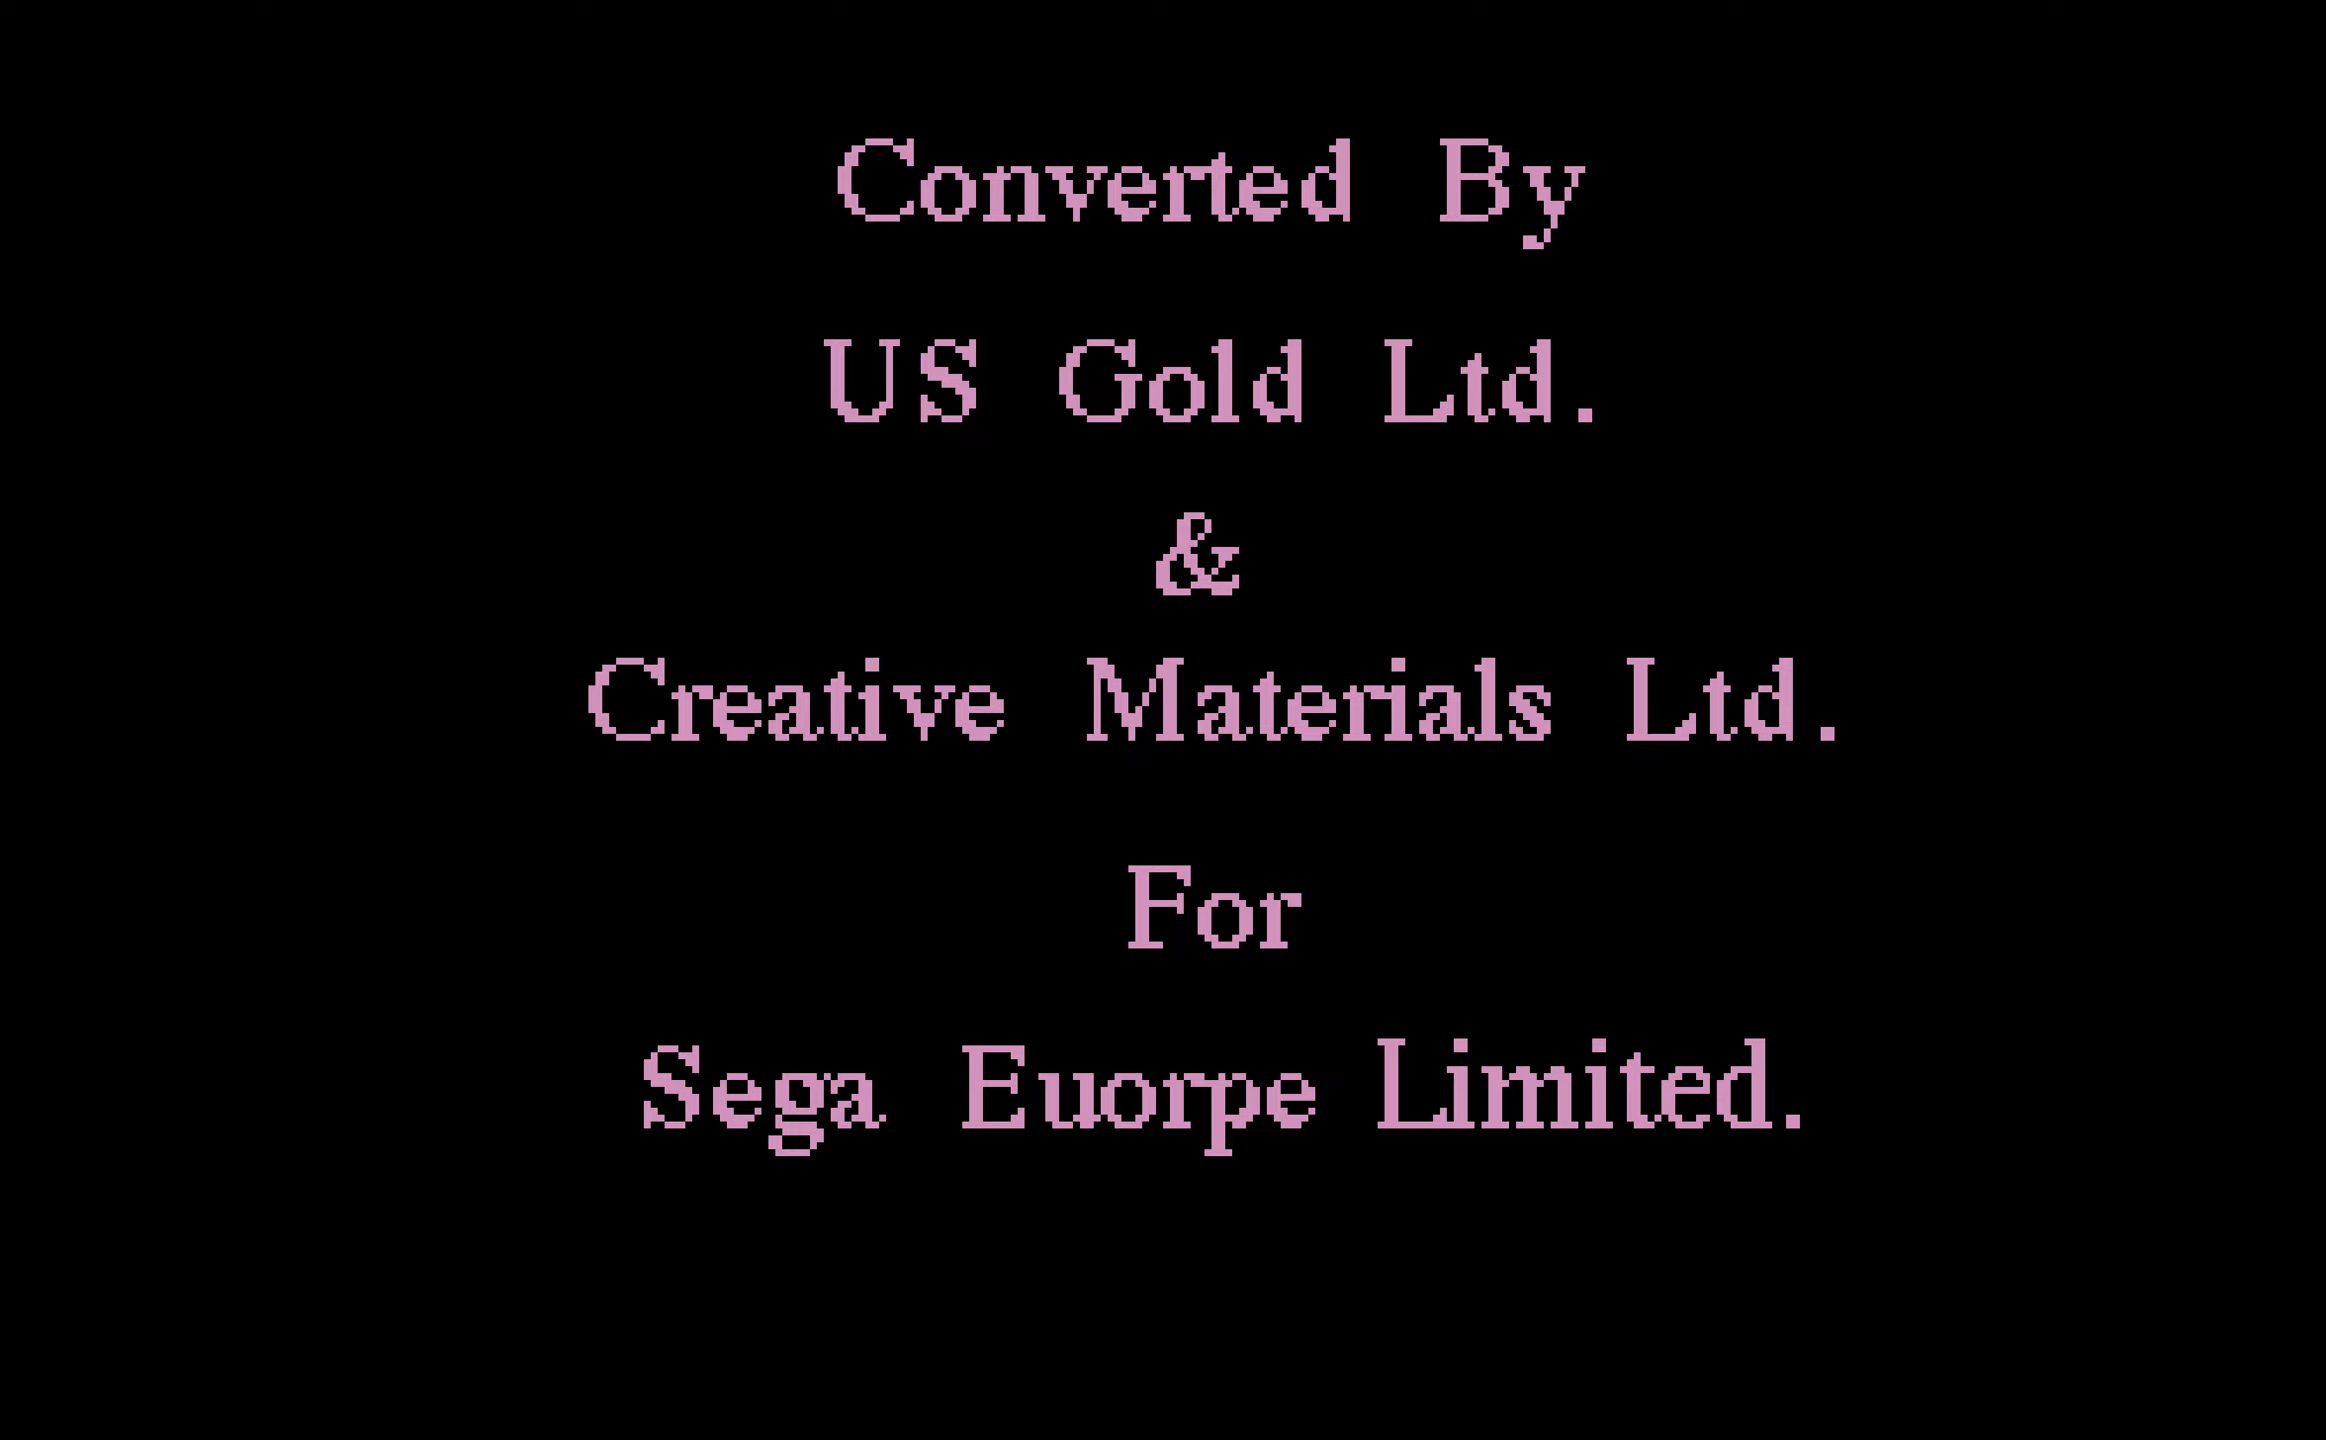 Converted By
US Gold Ltd.
&
Creative Materials Ltd.
For
Sega Euorpe Limited.